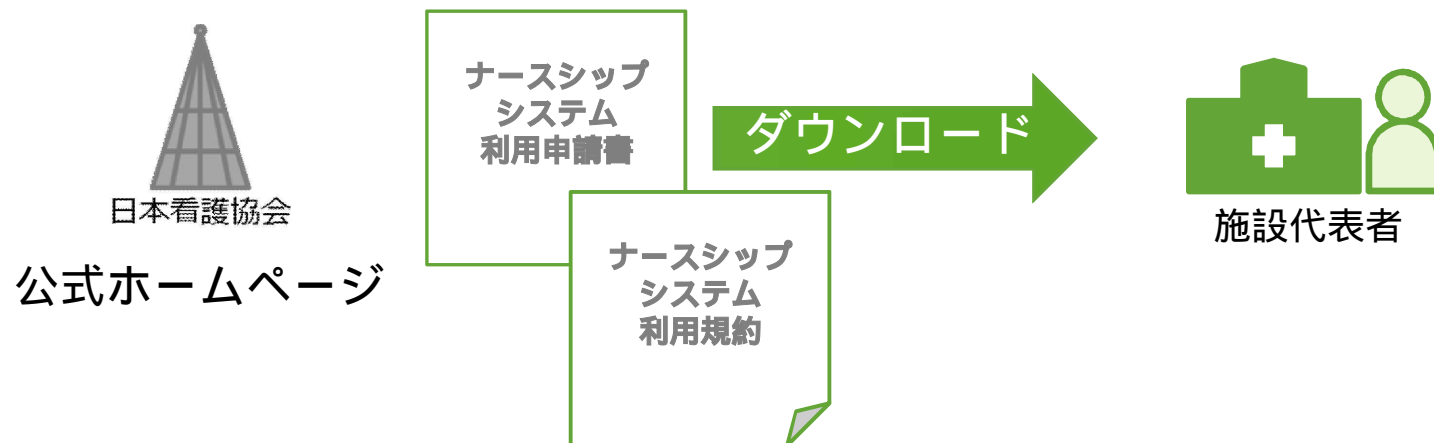 日本看護協会
公式ホームページ
ナースシップ
システム
利用申請書
ナースシップ
システム
利用規約
ダウンロード
施設代表者